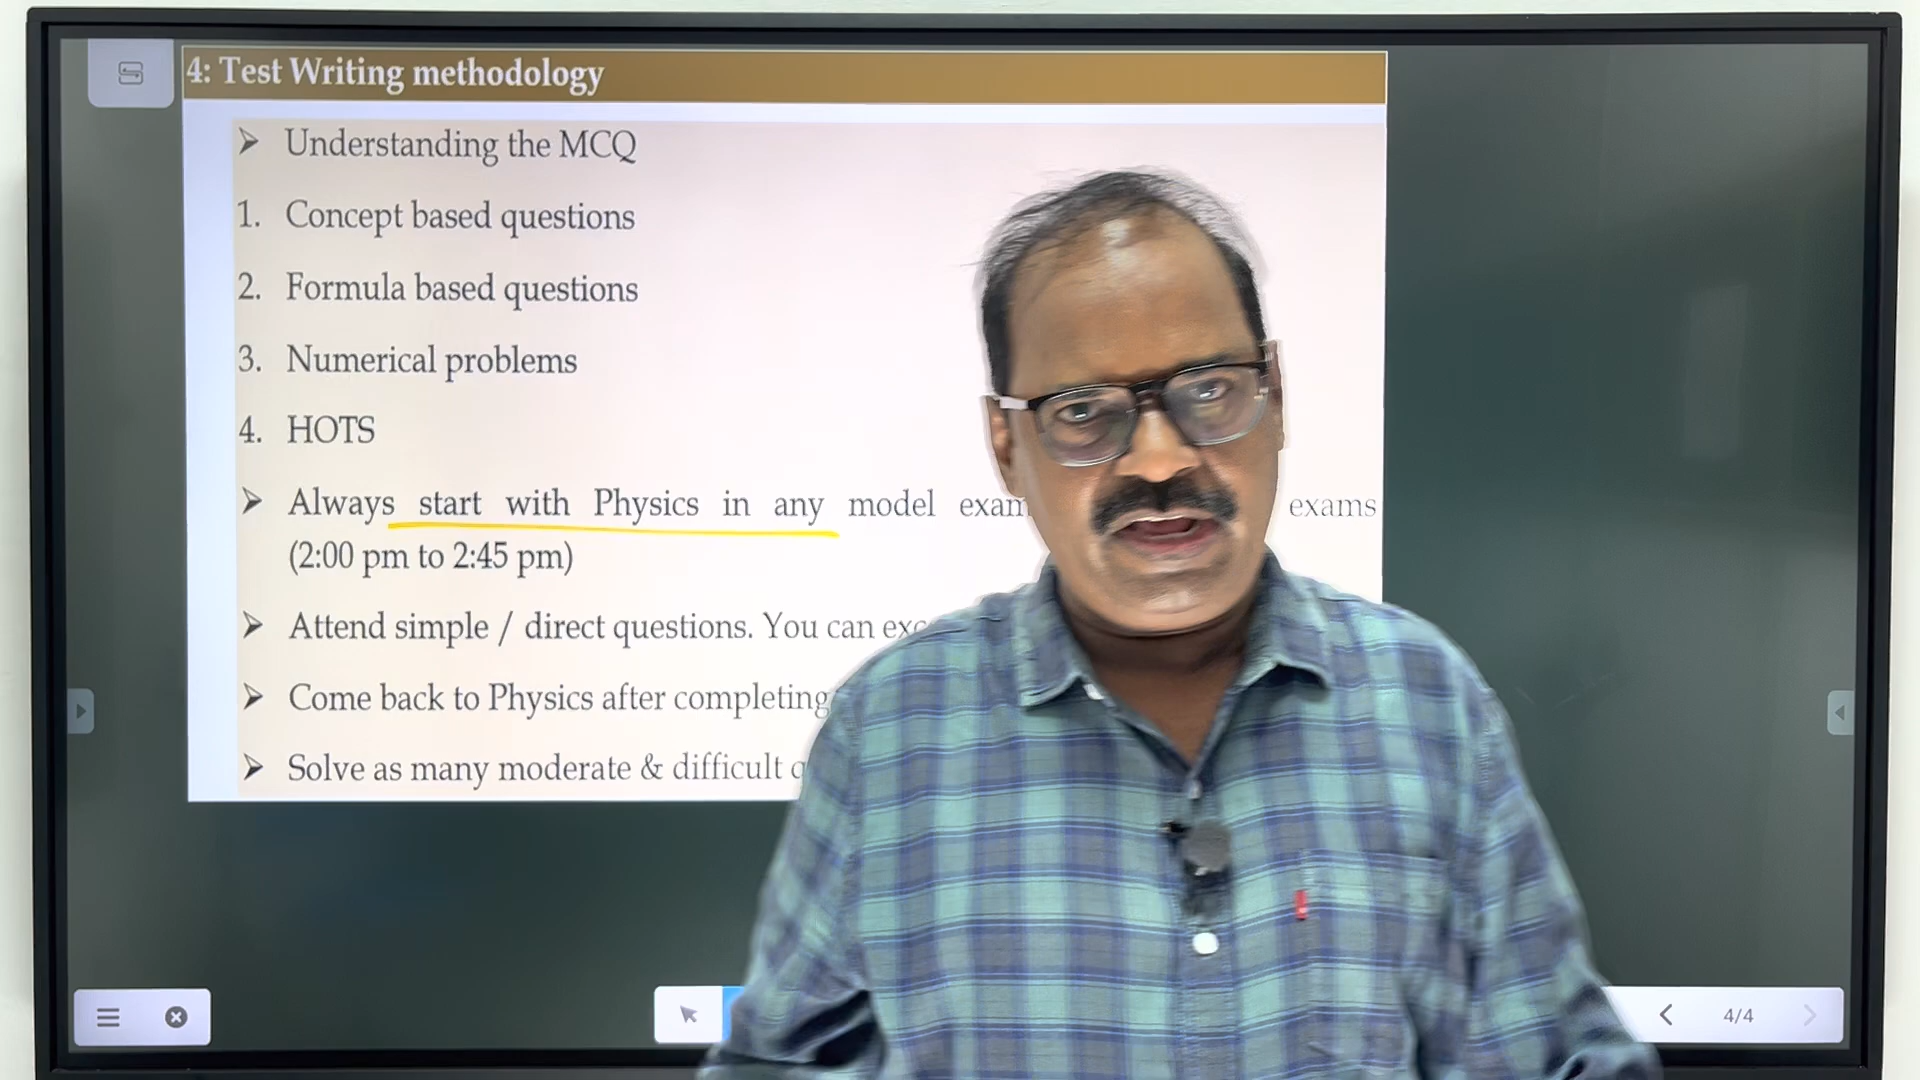 4: Test Writing methodology
➢ Understanding the MCQ
1. Concept based questions
2. Formula based questions
3. Numerical problems
4. HOTS
➢ Always start with Physics in any model exam exams
(2:00 pm to 2:45 pm)
➢ Attend simple / direct questions. You can
➢ Come back to Physics after completing
➢ Solve as many moderate & difficult
4/4